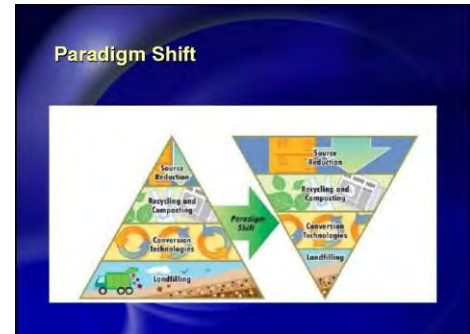 Paradigm Shift
Source
Reduction
Recycling and
Composting
Conversion
Technologies
Landfilling
Paradigm
Shift
Source
Reduction
Recycling and
Composting
Conversion
Technologies
Landfilling